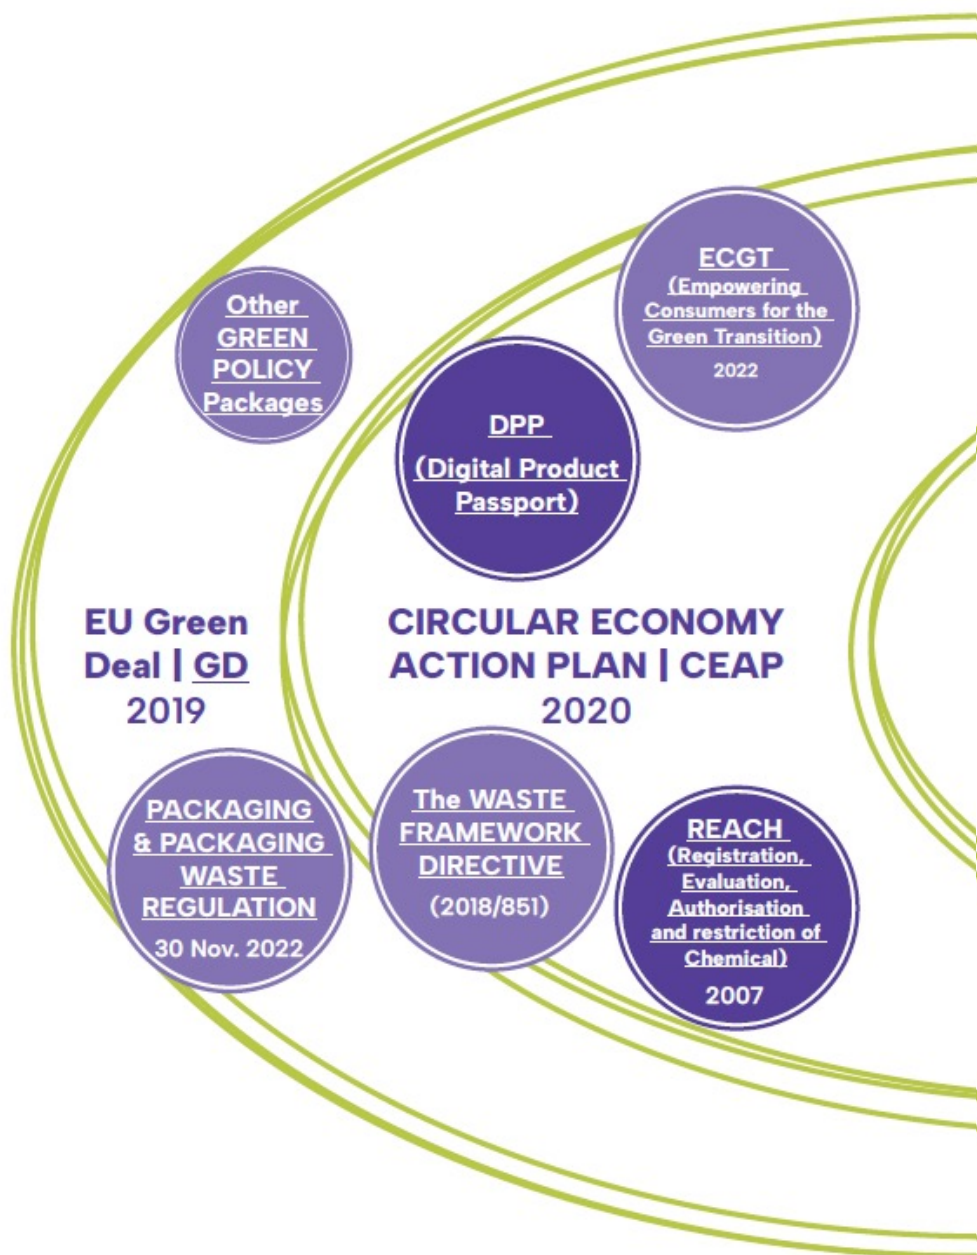 ECGT
(Empowering
Consumers for the
Green Transition)
2022
Other
GREEN
POLICY
Packages
DPP
(Digital Product
Passport)
EU Green
Deal | GD
2019
CIRCULAR ECONOMY
ACTION PLAN | CEAP
2020
PACKAGING
& PACKAGING
WASTE
REGULATION
30 Nov. 2022
The WASTE
FRAMEWORK
DIRECTIVE
(2018/851)
REACH
(Registration,
Evaluation,
Authorisation
and restriction of
Chemical)
2007